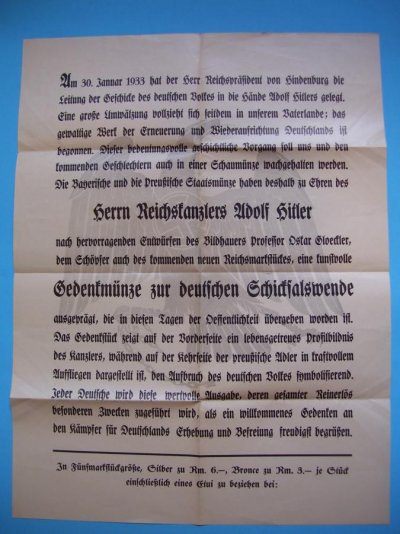 Am 30. Januar 1933 hat der Herr Reichspräsident von Hindenburg die
Leitung der Geschicke des deutschen Volkes in die Hände Adolf Hitlers gelegt.
Eine große Umwälzung vollzieht sich seitdem in unserem Vaterlande; das
gewaltige Werk der Erneuerung und Wiederaufrichtung Deutschlands ist
begonnen. Dieser bedeutungsvolle geschichtliche Vorgang soll uns und den
kommenden Geschlechtern auch in einer Schaumünze wachgehalten werden.
Die Bayerische und die Preußische Staatsmünze haben deshalb zu Ehren des
Herrn Reichskanzlers Adolf Hitler
nach hervorragenden Entwürfen des Bildhauers Professor Oskar Gloeckler,
dem Schöpfer auch des kommenden neuen Reichsmarkstückes, eine kunstvolle
Gedenkmünze zur deutschen Schicksalswende
ausgeprägt, die in diesen Tagen der Oeffentlichkeit übergeben worden ist.
Das Gedenkstück zeigt auf der Vorderseite ein lebensgetreues Profilbildnis
des Kanzlers, während auf der Kehrseite der preußische Adler in kraftvollem
Auffliegen dargestellt ist, den Aufbruch des deutschen Volkes symbolisierend.
Jeder Deutsche wird diese wertvolle Ausgabe, deren gesamter Reinerlös
besonderen Zwecken zugeführt wird, als ein willkommenes Gedenken an
den Kämpfer für Deutschlands Erhebung und Befreiung freudigst begrüßen.
In Fünfmarkstückgröße, Silber zu Rm. 6.—, Bronce zu Rm. 3.— je Stück
einschließlich eines Etui zu beziehen bei: